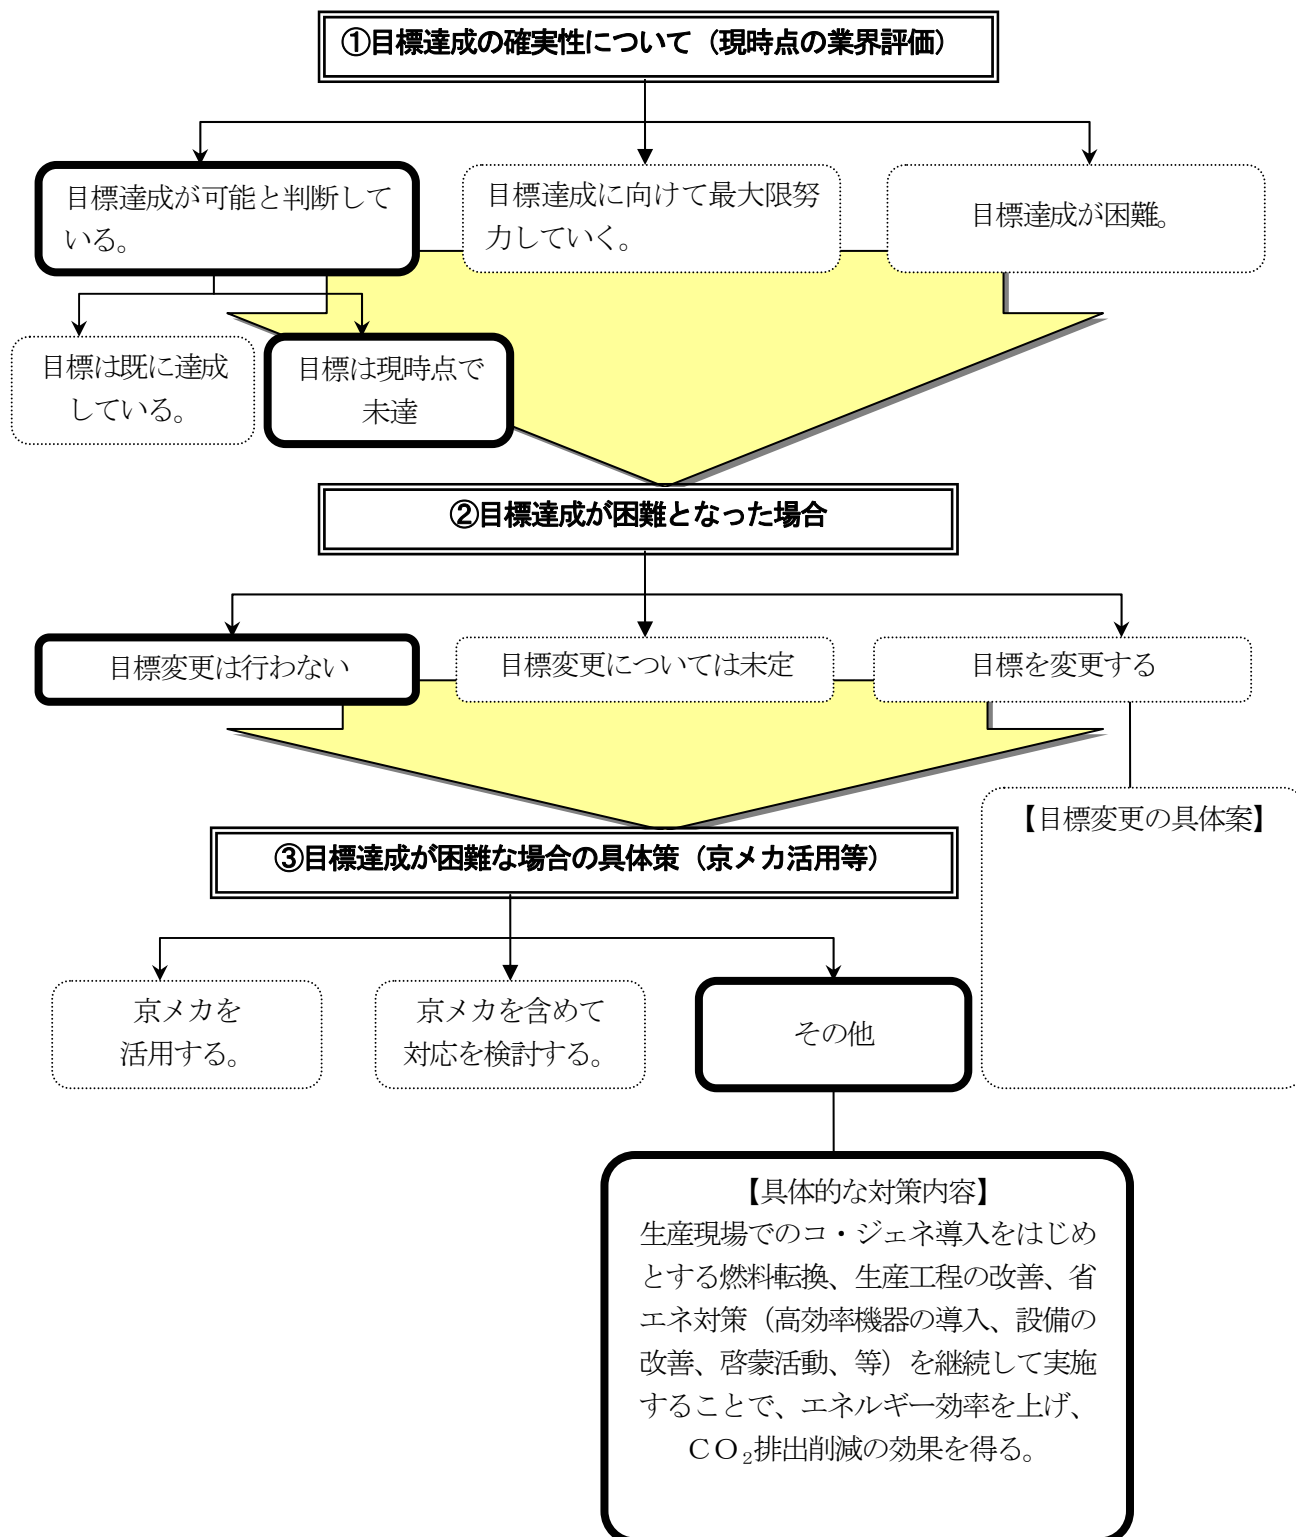 ①目標達成の確実性について（現時点の業界評価）
目標達成が可能と判断して
いる。
目標達成に向けて最大限努
力していく。
目標達成が困難。
目標は既に達成
している。
目標は現時点で
未達
②目標達成が困難となった場合
目標変更は行わない
目標変更については未定
目標を変更する
【目標変更の具体案】
③目標達成が困難な場合の具体策（京メカ活用等）
京メカを
活用する。
京メカを含めて
対応を検討する。
その他
【具体的な対策内容】
生産現場でのコ・ジェネ導入をはじめ
とする燃料転換、生産工程の改善、省
エネ対策（高効率機器の導入、設備の
改善、啓蒙活動、等）を継続して実施
することで、エネルギー効率を上げ、
ＣＯ₂排出削減の効果を得る。